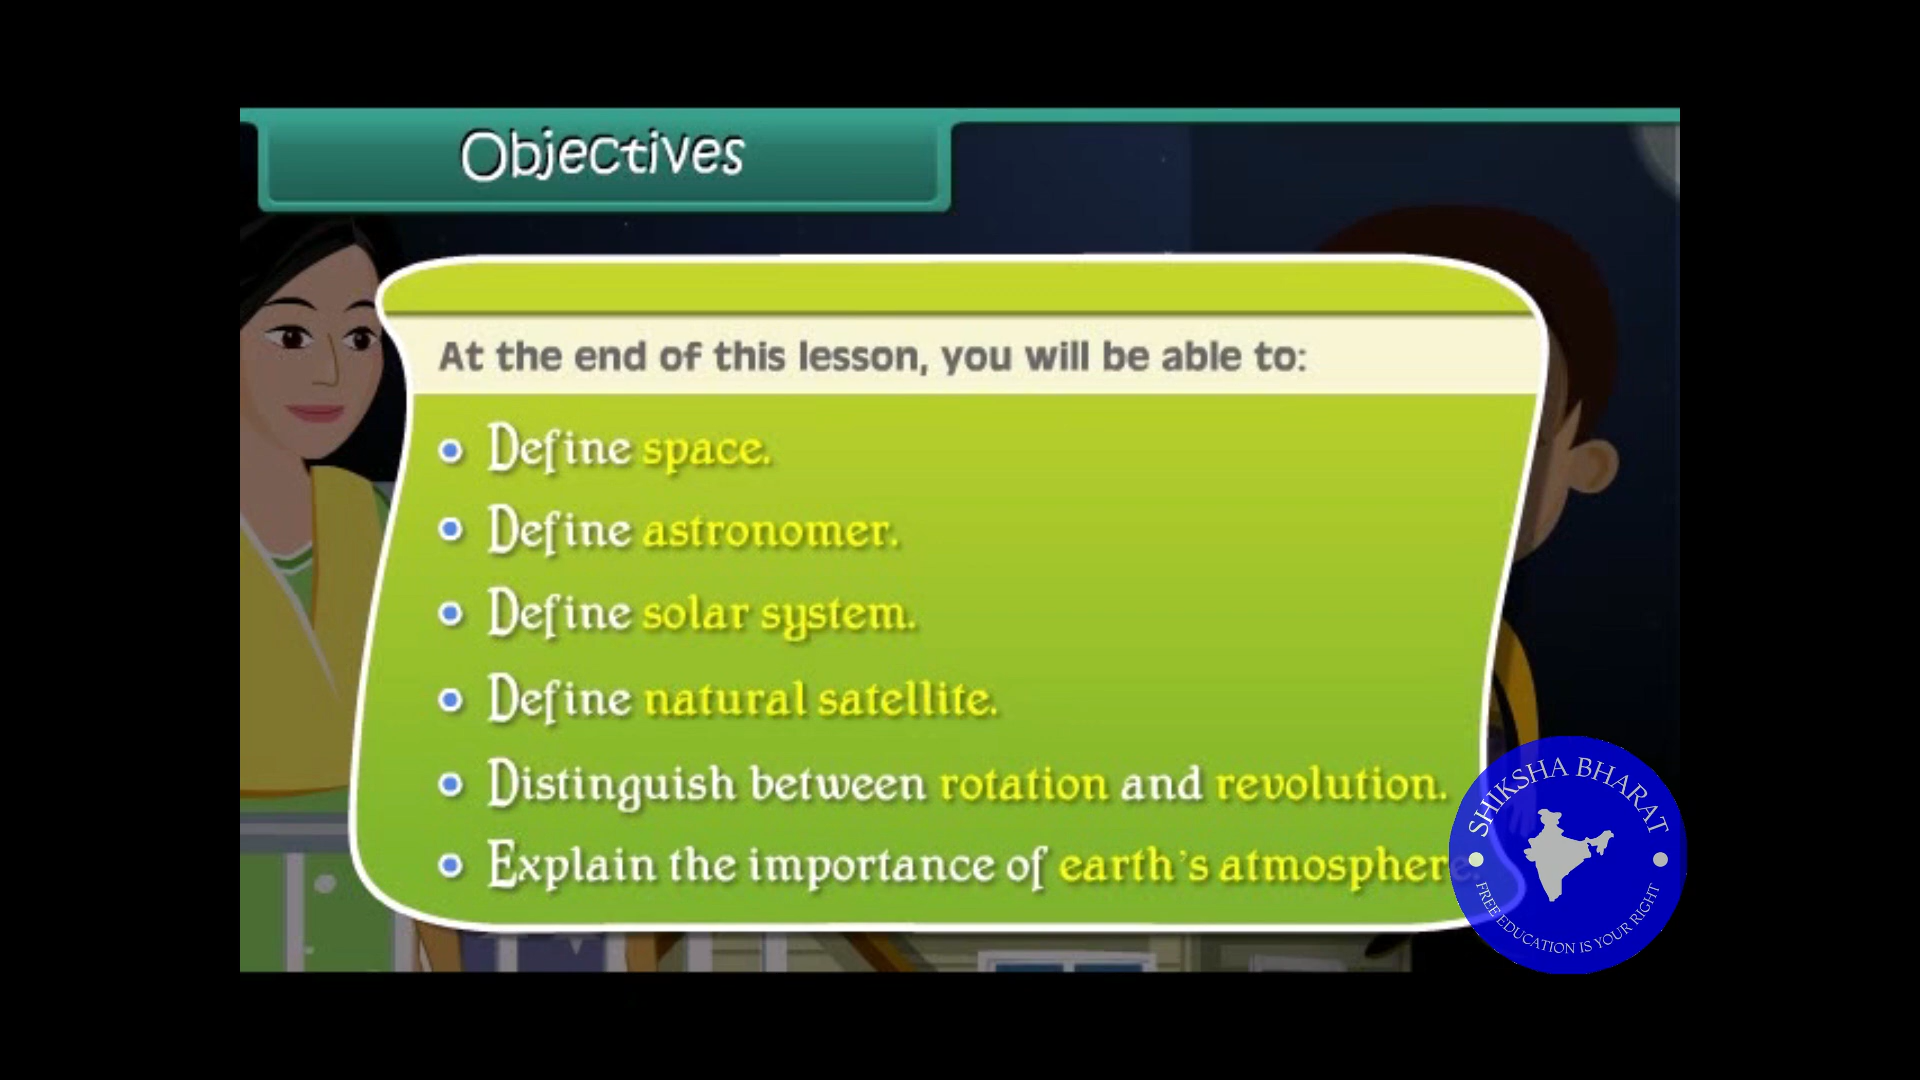 Objectives
At the end of this lesson, you will be able to:
Define space.
Define astronomer.
Define solar system.
Define natural satellite.
Distinguish between rotation and revolution.
Explain the importance of earth's atmosphere.
SHIKSHA BHARAT
FREE EDUCATION IS YOUR RIGHT